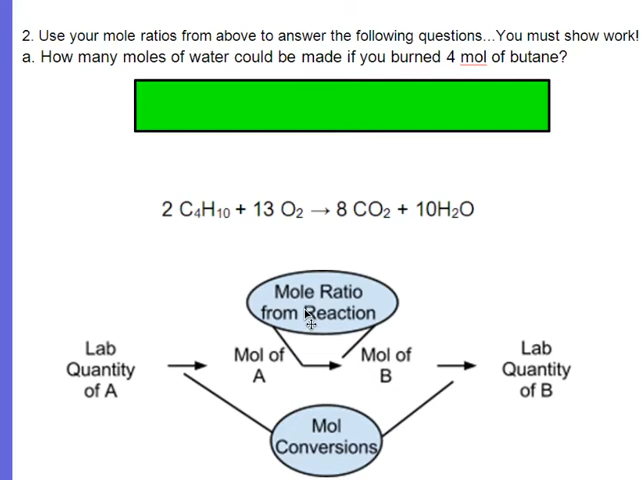 2. Use your mole ratios from above to answer the following questions...You must show work!
a. How many moles of water could be made if you burned 4 mol of butane?
2 C₄H₁₀ + 13 O₂ → 8 CO₂ + 10H₂O
Mole Ratio
from Reaction
Lab
Quantity
of A
Mol of
A
Mol of
B
Lab
Quantity
of B
Mol
Conversions